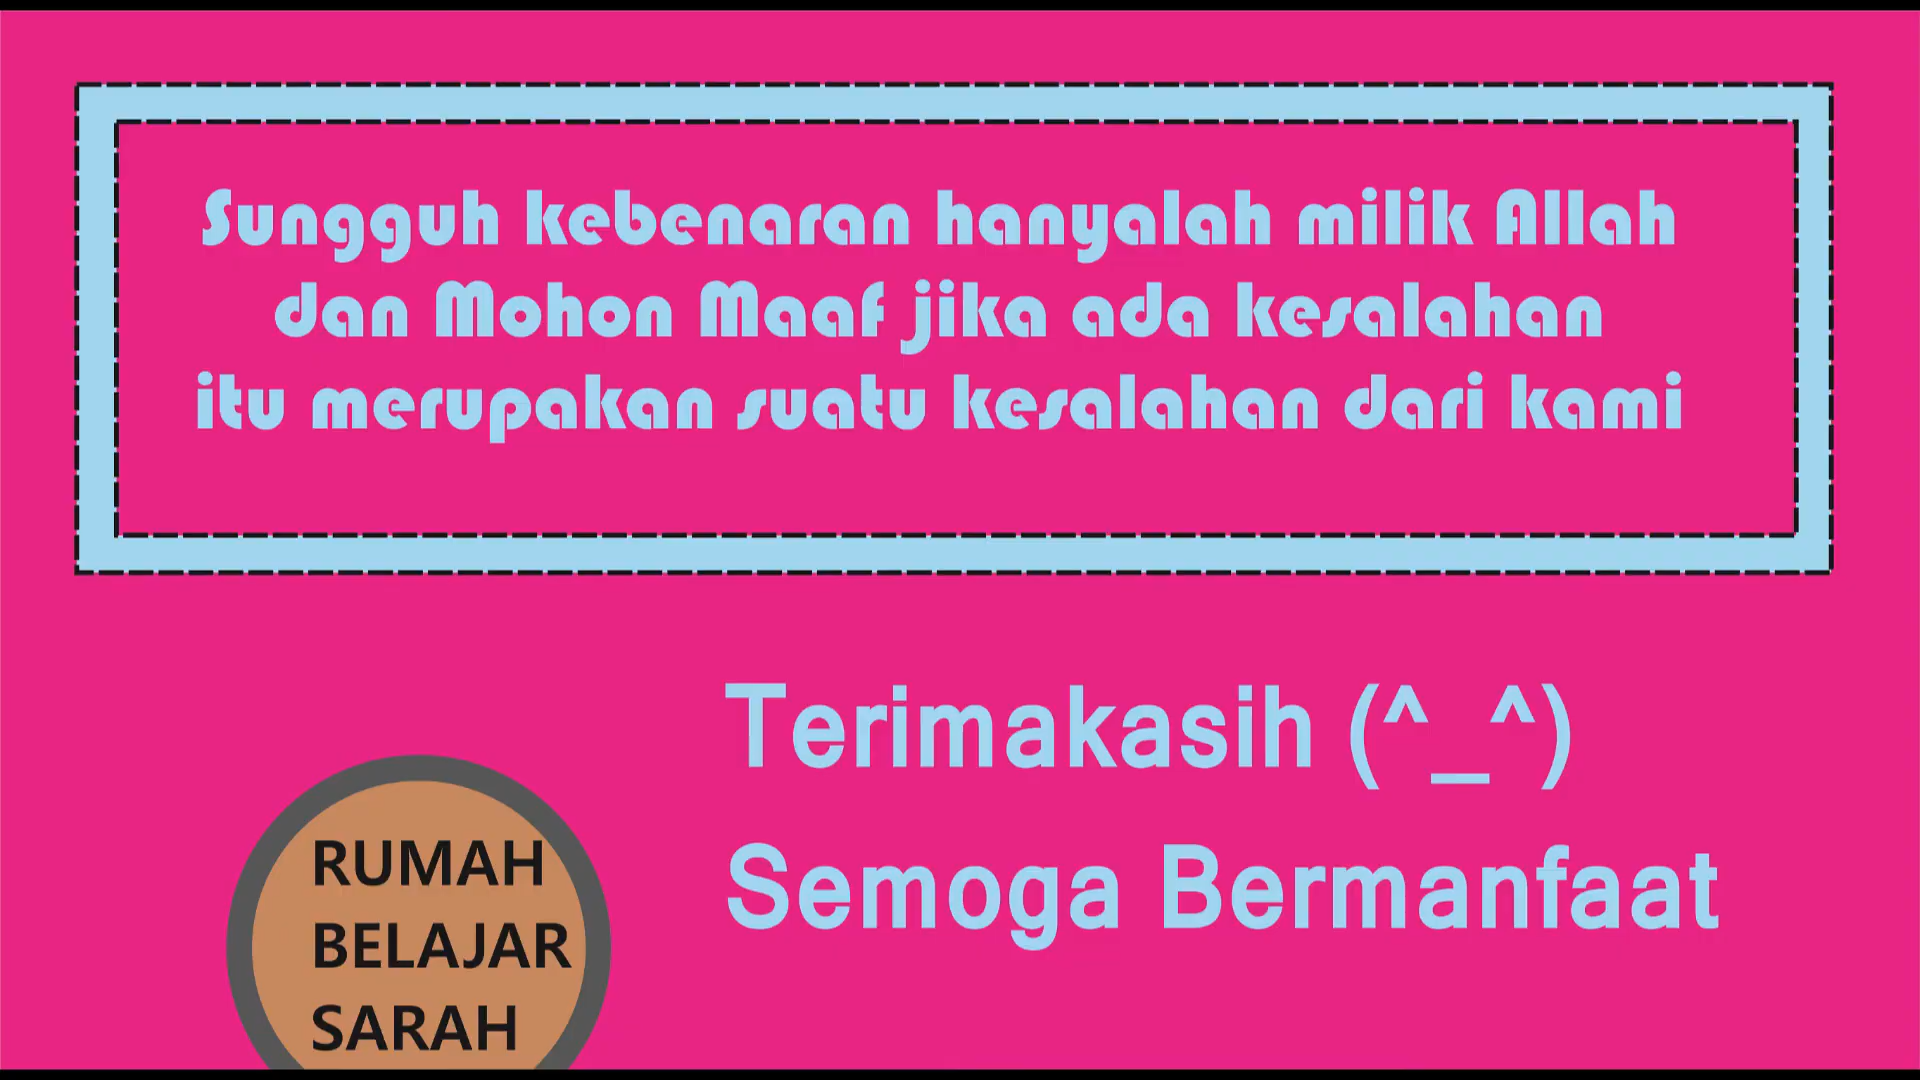 Sungguh kebenaran hanyalah milik Allah
dan Mohon Maaf jika ada kesalahan
itu merupakan suatu kesalahan dari kami
Terimakasih (^_^)
Semoga Bermanfaat
RUMAH
BELAJAR
SARAH